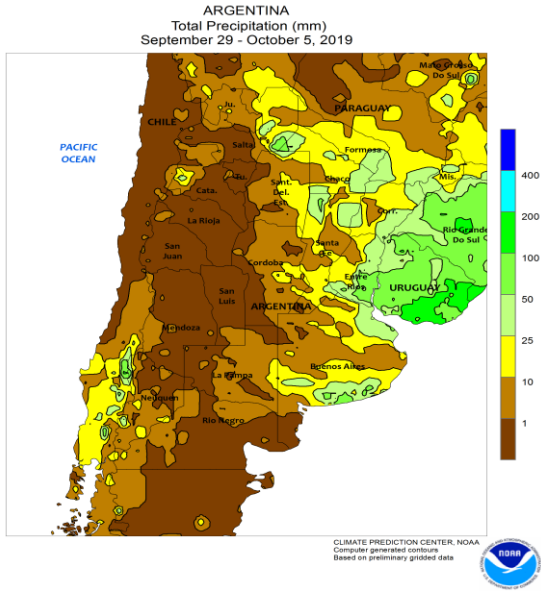 ARGENTINA
Total Precipitation (mm)
September 29 - October 5, 2019
Mato Grosso
Do Sul
Ju.
PARAGUAY
CHILE
PACIFIC
OCEAN
Salta
Formosa
Tu.
Chaco
Mis.
Cata.
Sant.
Del.
Est.
Corr.
La Rioja
Rio Grande
Do Sul
San
Juan
Santa
Fe
Cordoba
Entre
Rios
URUGUAY
San
Luis
ARGENTINA
Mendoza
Buenos Aires
La Pampa
Neuquen
Rio Negro
400
200
100
50
25
10
1
CLIMATE PREDICTION CENTER, NOAA
Computer generated contours
Based on preliminary gridded data
NOAA